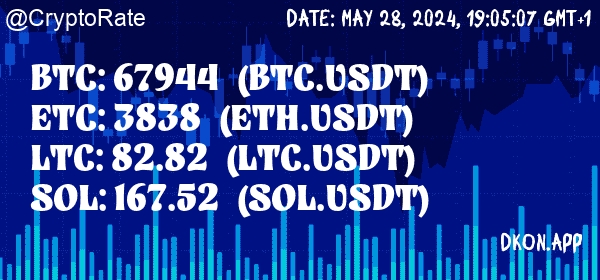 @CryptoRate
DATE: MAY 28, 2024, 19:05:07 GMT+1
BTC: 67944 (BTC.USDT)
ETC: 3838 (ETH.USDT)
LTC: 82.82 (LTC.USDT)
SOL: 167.52 (SOL.USDT)
DKON.APP